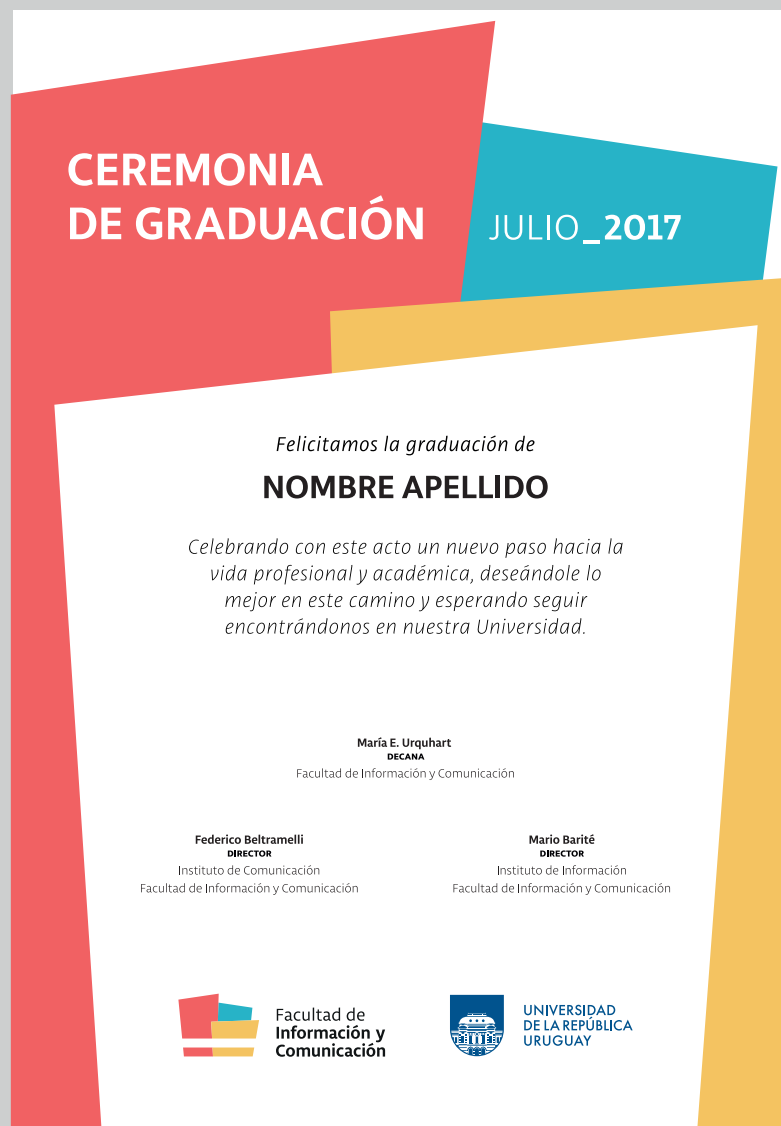 CEREMONIA
DE GRADUACIÓN
JULIO_2017
Felicitamos la graduación de
NOMBRE APELLIDO
Celebrando con este acto un nuevo paso hacia la
vida profesional y académica, deseándole lo
mejor en este camino y esperando seguir
encontrándonos en nuestra Universidad.
María E. Urquhart
DECANA
Facultad de Información y Comunicación
Federico Beltramelli
DIRECTOR
Instituto de Comunicación
Facultad de Información y Comunicación
Mario Barité
DIRECTOR
Instituto de Información
Facultad de Información y Comunicación
Facultad de
Información y
Comunicación
UNIVERSIDAD
DE LA REPÚBLICA
URUGUAY